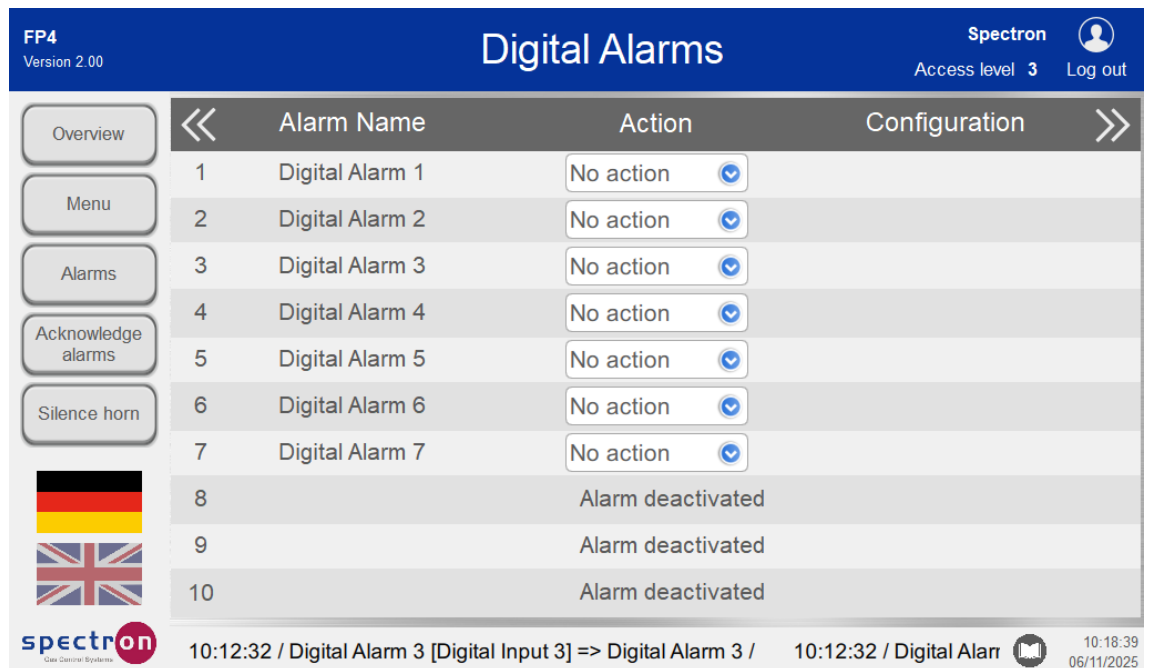 FP4
Version 2.00
Digital Alarms
Spectron
Access level 3
Log out
Overview
Menu
Alarms
Acknowledge
alarms
Silence horn
Alarm Name Action Configuration
1 Digital Alarm 1 No action
2 Digital Alarm 2 No action
3 Digital Alarm 3 No action
4 Digital Alarm 4 No action
5 Digital Alarm 5 No action
6 Digital Alarm 6 No action
7 Digital Alarm 7 No action
8 Alarm deactivated
9 Alarm deactivated
10 Alarm deactivated
spectron
Gas Control Systems
10:12:32 / Digital Alarm 3 [Digital Input 3] => Digital Alarm 3 / 10:12:32 / Digital
10:18:39
06/11/2025